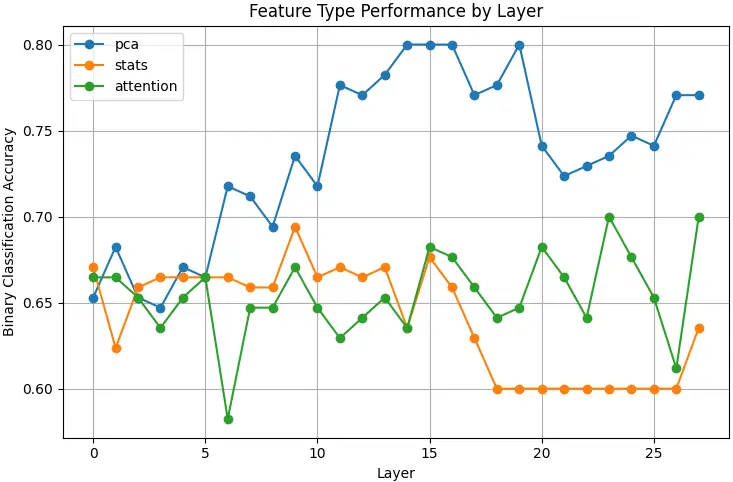 Feature Type Performance by Layer
pca
stats
attention
Binary Classification Accuracy
0.80
0.75
0.70
0.65
0.60
0 5 10 15 20 25
Layer